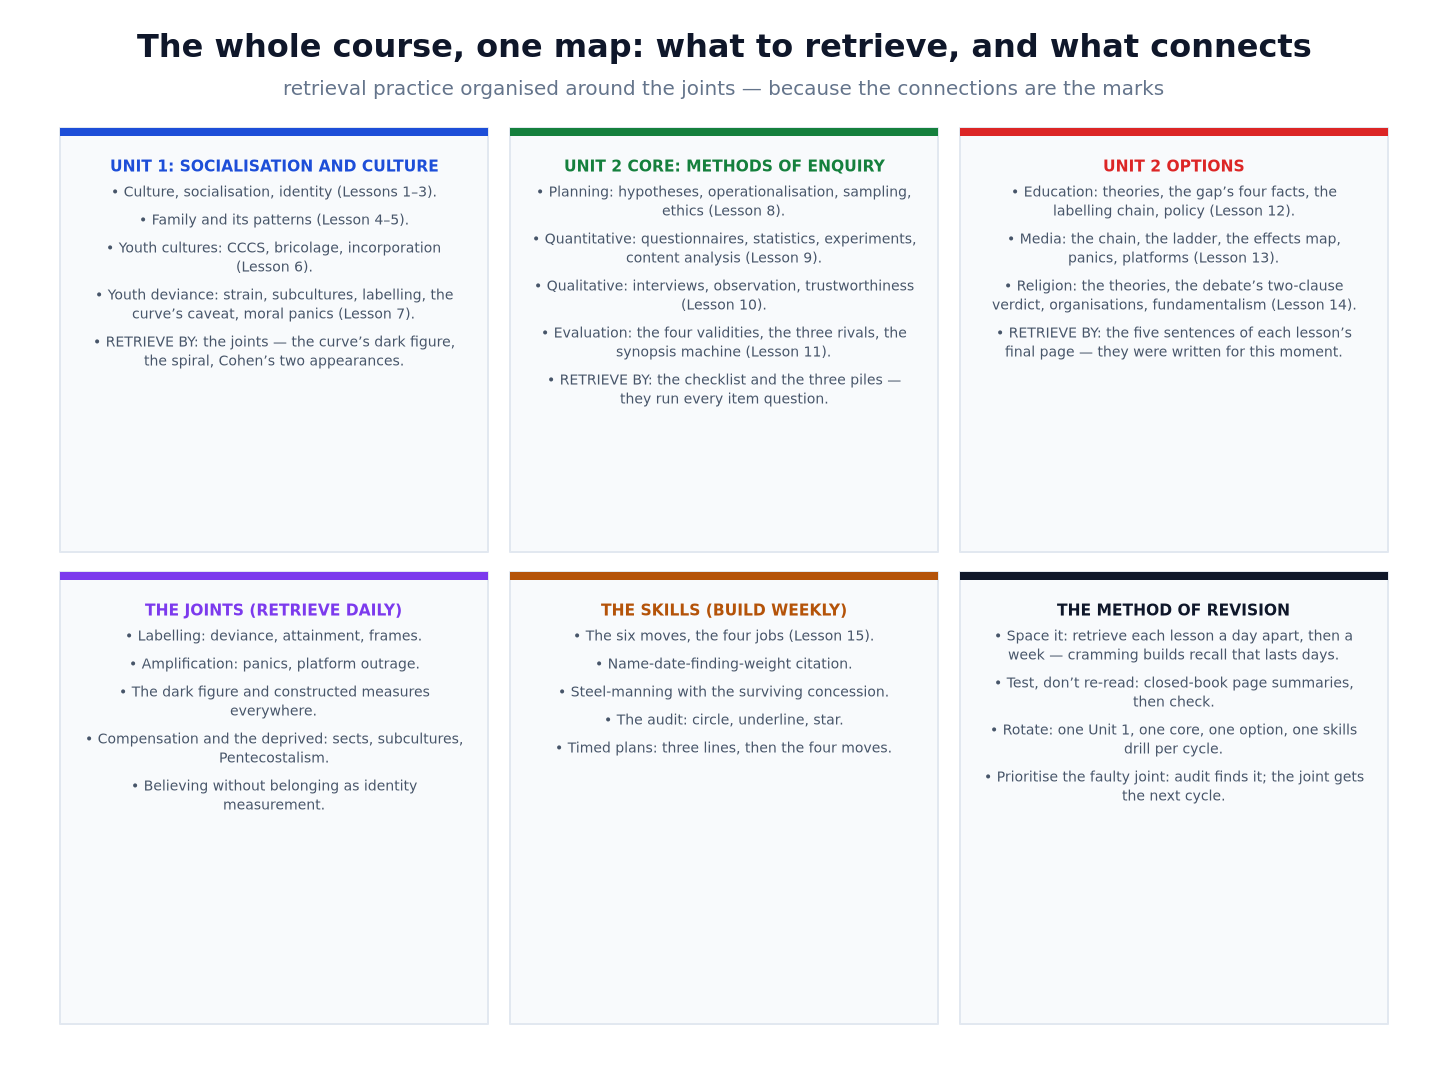 The whole course, one map: what to retrieve, and what connects
retrieval practice organised around the joints — because the connections are the marks
UNIT 1: SOCIALISATION AND CULTURE
• Culture, socialisation, identity (Lessons 1–3).
• Family and its patterns (Lesson 4–5).
• Youth cultures: CCCS, bricolage, incorporation
(Lesson 6).
• Youth deviance: strain, subcultures, labelling, the
curve’s caveat, moral panics (Lesson 7).
• RETRIEVE BY: the joints — the curve’s dark figure,
the spiral, Cohen’s two appearances.
UNIT 2 CORE: METHODS OF ENQUIRY
• Planning: hypotheses, operationalisation, sampling,
ethics (Lesson 8).
• Quantitative: questionnaires, statistics, experiments,
content analysis (Lesson 9).
• Qualitative: interviews, observation, trustworthiness
(Lesson 10).
• Evaluation: the four validities, the three rivals, the
synopsis machine (Lesson 11).
• RETRIEVE BY: the checklist and the three piles —
they run every item question.
UNIT 2 OPTIONS
• Education: theories, the gap’s four facts, the
labelling chain, policy (Lesson 12).
• Media: the chain, the ladder, the effects map,
panics, platforms (Lesson 13).
• Religion: the theories, the debate’s two-clause
verdict, organisations, fundamentalism (Lesson 14).
• RETRIEVE BY: the five sentences of each lesson’s
final page — they were written for this moment.
THE JOINTS (RETRIEVE DAILY)
• Labelling: deviance, attainment, frames.
• Amplification: panics, platform outrage.
• The dark figure and constructed measures
everywhere.
• Compensation and the deprived: sects, subcultures,
Pentecostalism.
• Believing without belonging as identity
measurement.
THE SKILLS (BUILD WEEKLY)
• The six moves, the four jobs (Lesson 15).
• Name-date-finding-weight citation.
• Steel-manning with the surviving concession.
• The audit: circle, underline, star.
• Timed plans: three lines, then the four moves.
THE METHOD OF REVISION
• Space it: retrieve each lesson a day apart, then a
week — cramming builds recall that lasts days.
• Test, don’t re-read: closed-book page summaries,
then check.
• Rotate: one Unit 1, one core, one option, one skills
drill per cycle.
• Prioritise the faulty joint: audit finds it; the joint gets
the next cycle.